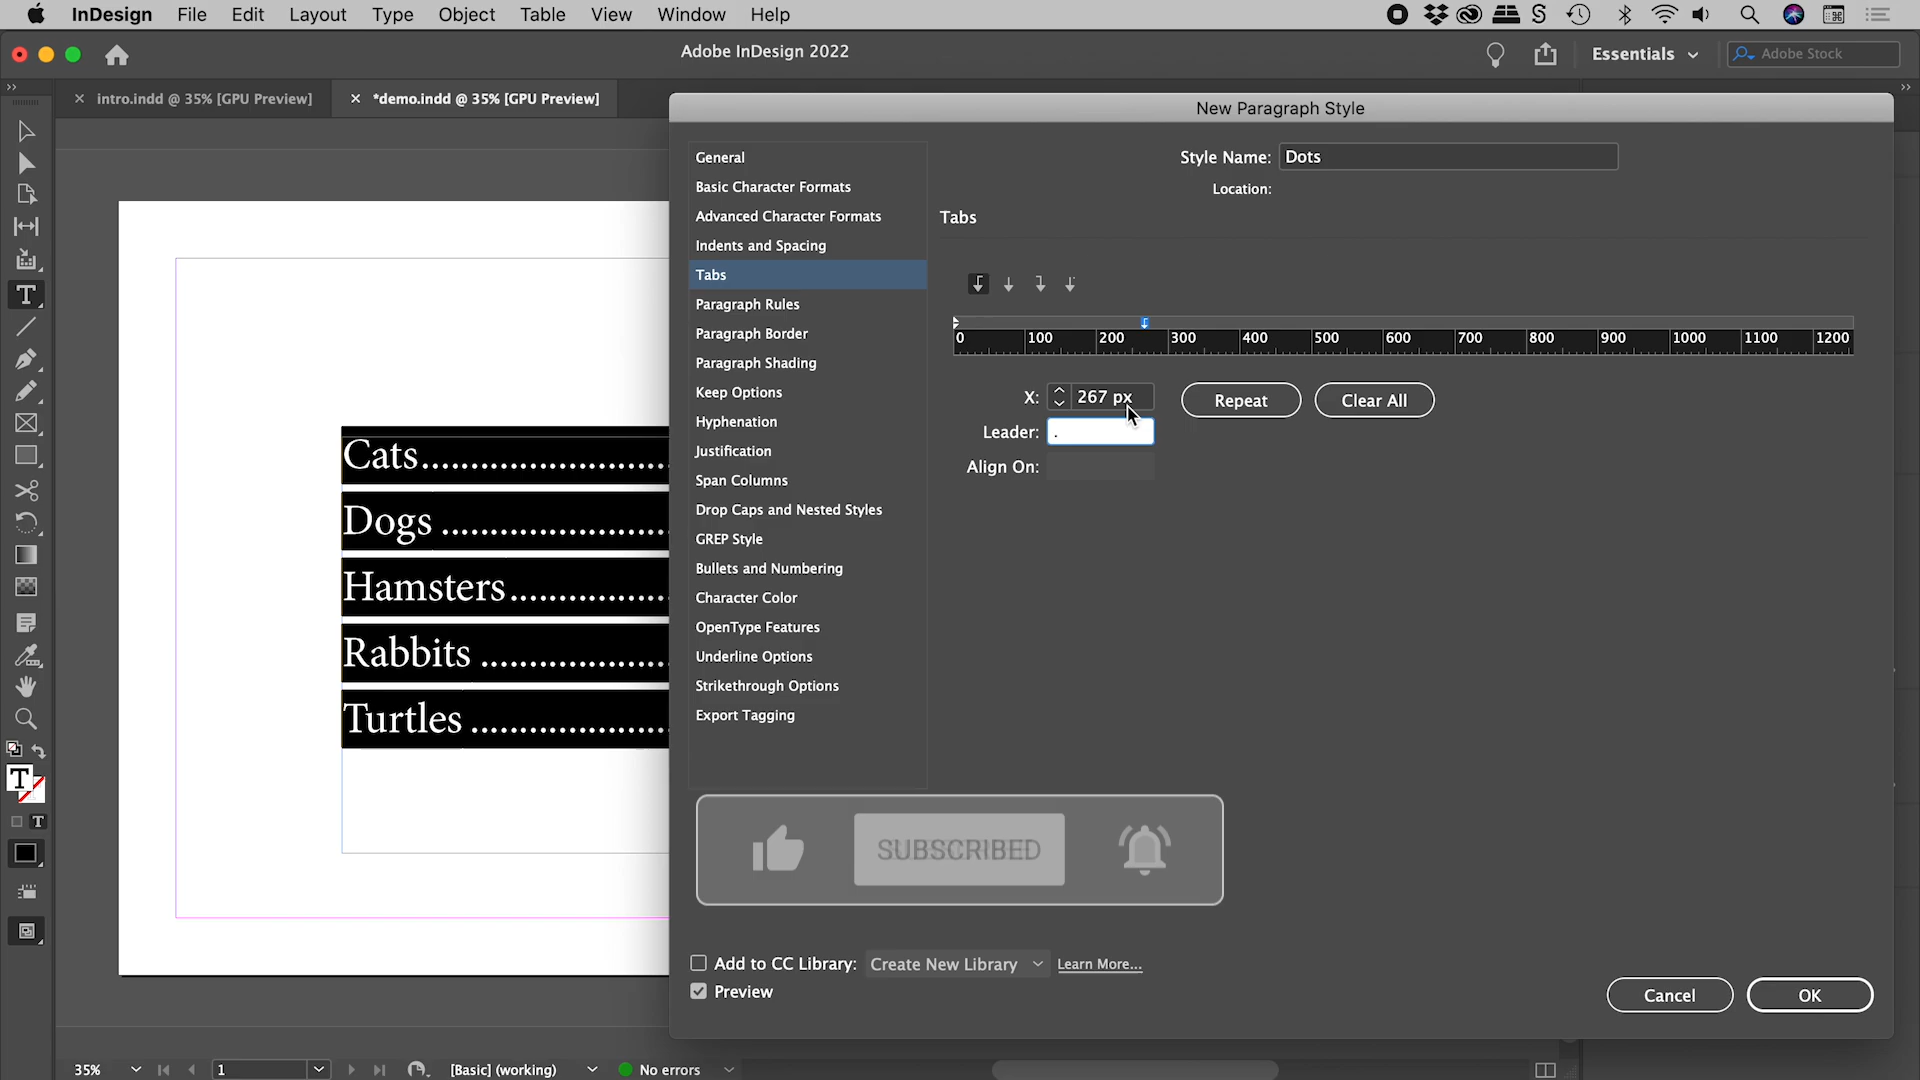 InDesign File Edit Layout Type Object Table View Window Help
Adobe InDesign 2022
Essentials
Adobe Stock
intro.indd @ 35% [GPU Preview]
*demo.indd @ 35% [GPU Preview]
New Paragraph Style
General
Basic Character Formats
Advanced Character Formats
Indents and Spacing
Tabs
Paragraph Rules
Paragraph Border
Paragraph Shading
Keep Options
Hyphenation
Justification
Span Columns
Drop Caps and Nested Styles
GREP Style
Bullets and Numbering
Character Color
OpenType Features
Underline Options
Strikethrough Options
Export Tagging
Style Name: Dots
Location:
Tabs
0 100 200 300 400 500 600 700 800 900 1000 1100 1200
X: 267 px
Repeat
Clear All
Leader: .
Align On:
Cats.......................
Dogs .....................
Hamsters...............
Rabbits .................
Turtles ..................
SUBSCRIBED
Add to CC Library: Create New Library Learn More...
Preview
Cancel
OK
35% 1 [Basic] (working) No errors